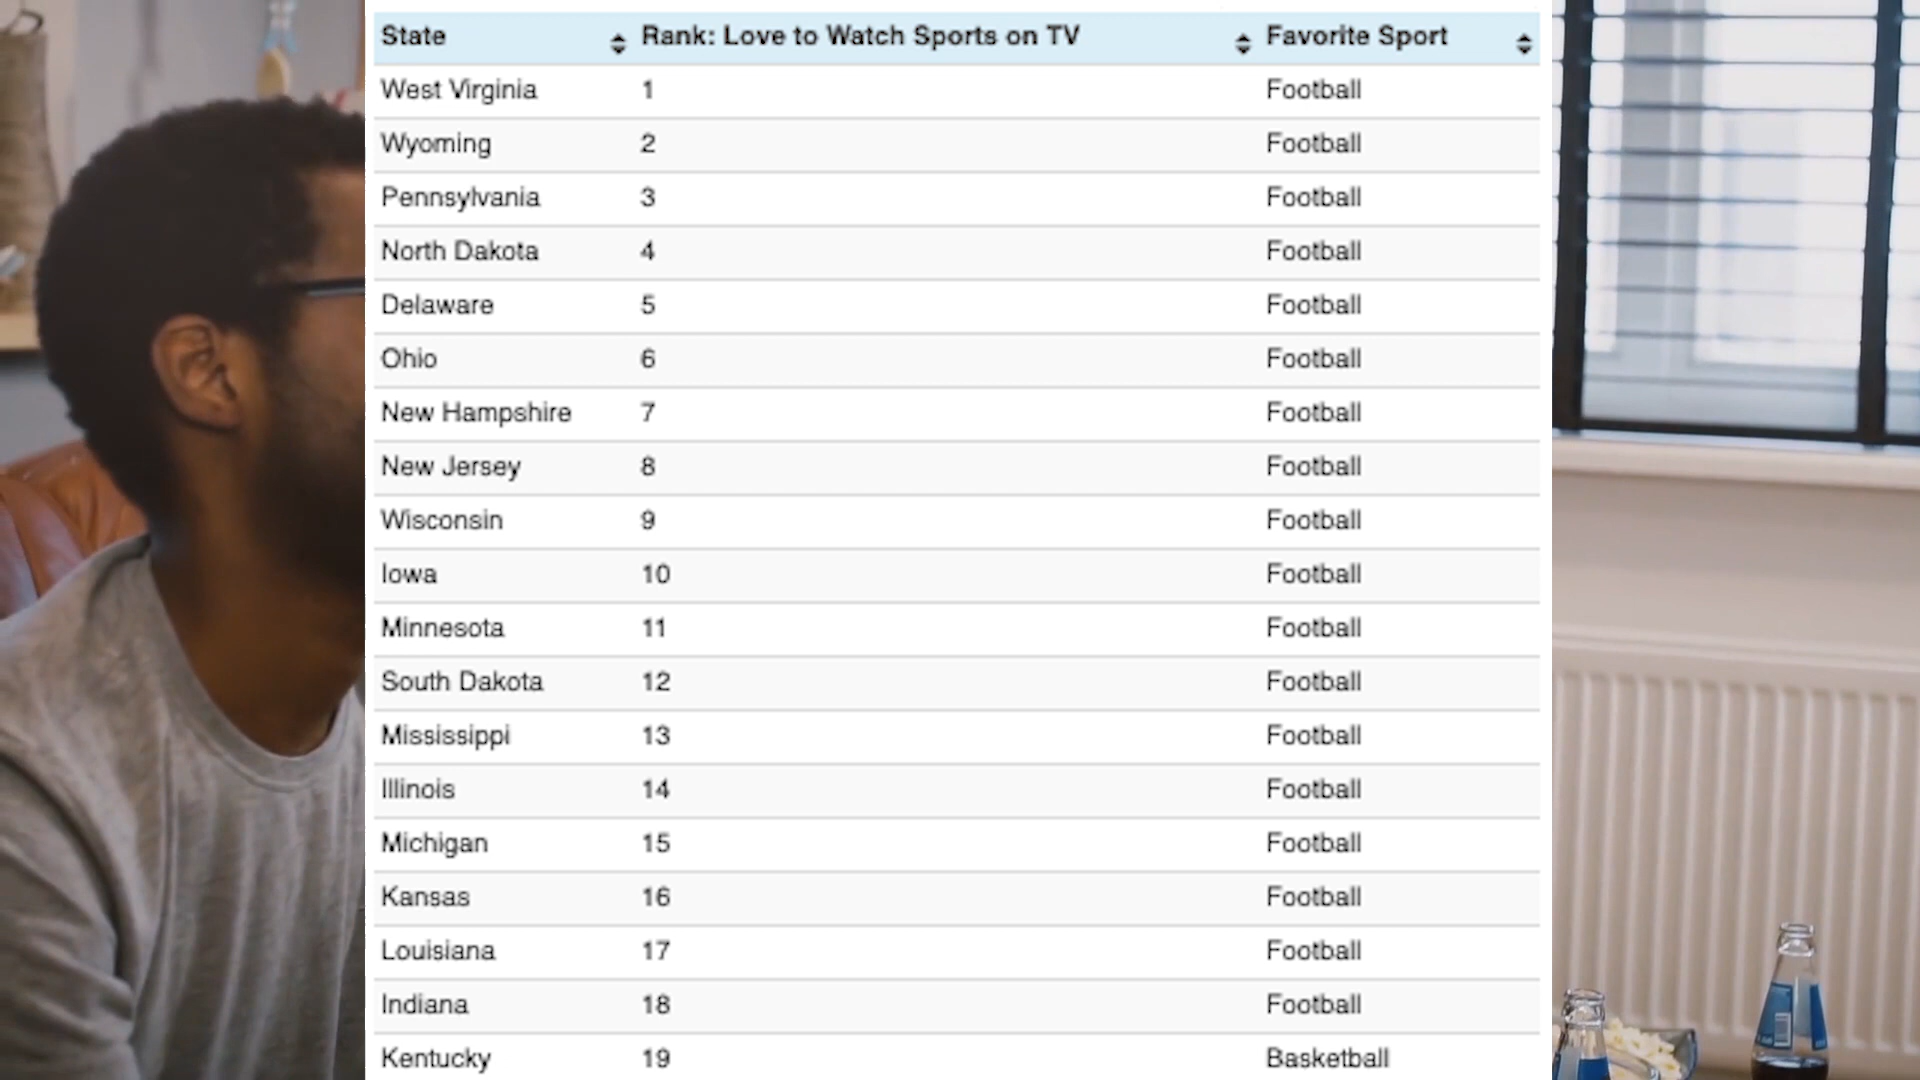 State Rank: Love to Watch Sports on TV Favorite Sport
West Virginia 1 Football
Wyoming 2 Football
Pennsylvania 3 Football
North Dakota 4 Football
Delaware 5 Football
Ohio 6 Football
New Hampshire 7 Football
New Jersey 8 Football
Wisconsin 9 Football
Iowa 10 Football
Minnesota 11 Football
South Dakota 12 Football
Mississippi 13 Football
Illinois 14 Football
Michigan 15 Football
Kansas 16 Football
Louisiana 17 Football
Indiana 18 Football
Kentucky 19 Basketball